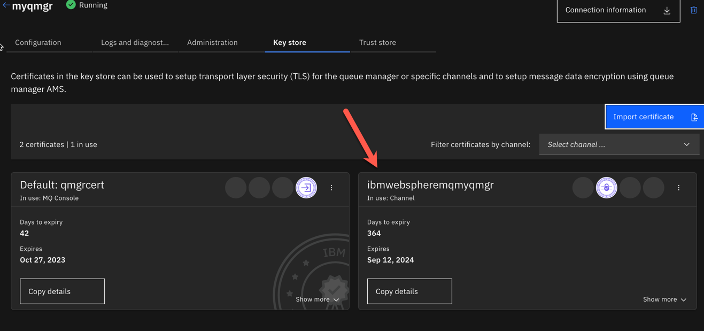 myqmgr
Running
Connection information
Configuration
Logs and diagnost...
Administration
Key store
Trust store
Certificates in the key store can be used to setup transport layer security (TLS) for the queue manager or specific channels and to setup message data encryption using queue
manager AMS.
Import certificate
2 certificates | 1 in use
Filter certificates by channel:
Select channel ...
Default: qmgrcert
In use: MQ Console
Days to expiry
42
Expires
Oct 27, 2023
IBM
Copy details
Show more
ibmwebspheremqmyqmgr
In use: Channel
Days to expiry
364
Expires
Sep 12, 2024
Copy details
Show more